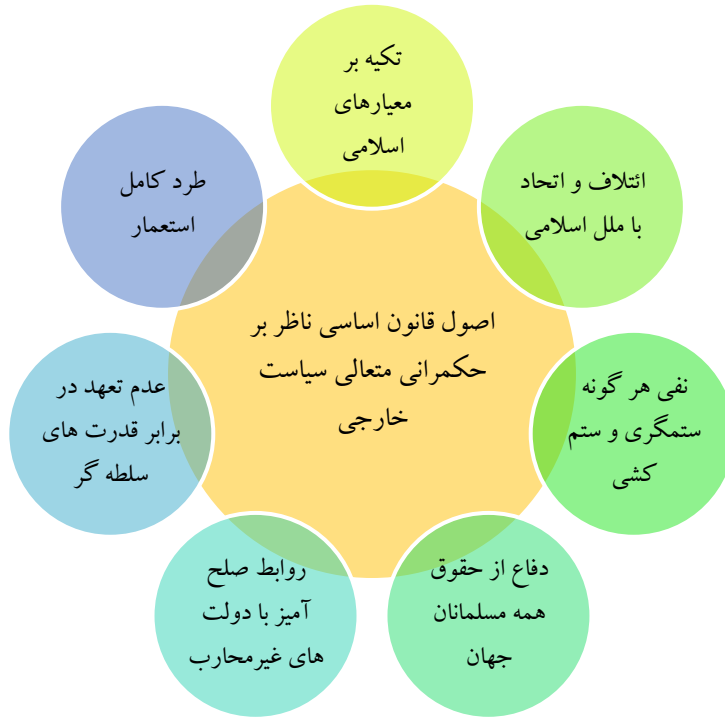 تکیه بر
معیارهای
اسلامی
ائتلاف و اتحاد
با ملل اسلامی
نفی هر گونه
ستمگری و ستم
کشی
دفاع از حقوق
همه مسلمانان
جهان
روابط صلح
آمیز با دولت
های غیرمحارب
عدم تعهد در
برابر قدرت های
سلطه گر
طرد کامل
استعمار
اصول قانون اساسی ناظر بر
حکمرانی متعالی سیاست
خارجی